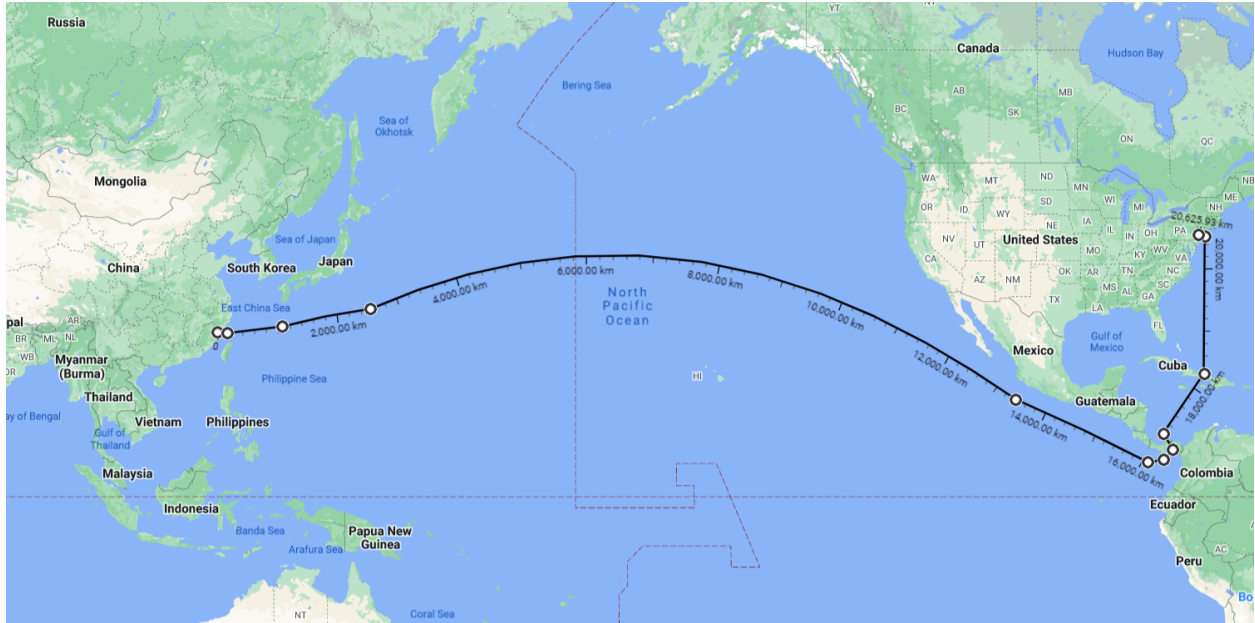 Russia
Canada
YT
NT
Hudson Bay
Bering Sea
AB
MB
BC
SK
Sea of
Okhotsk
ON
QC
Mongolia
WA
MT
ND
MN
NB
ME
NH
OR
ID
WY
SD
WI
MI
IA
NE
20,625.93 km
PA
Sea of Japan
NV
UT
United States
IL
IN
OH
MO
KY
WV
VA
China
South Korea
Japan
CA
AZ
NM
OK
AR
TN
NC
SC
MS
AL
GA
TX
LA
FL
20,000.00 km
6,000.00 km
8,000.00 km
4,000.00 km
10,000.00 km
North
Pacific
Ocean
East China Sea
2,000.00 km
0
pal
AR
BR
ML
NL
WB
OR
Myanmar
(Burma)
Gulf of
Mexico
Mexico
12,000.00 km
Cuba
HI
Philippine Sea
18,000.00 km
Thailand
Guatemala
ay of Bengal
Vietnam
Philippines
14,000.00 km
Gulf of
Thailand
Malaysia
16,000.00 km
Colombia
Indonesia
Ecuador
Banda Sea
Papua New
Guinea
Arafura Sea
AC
Peru
Bo
NT
Coral Sea